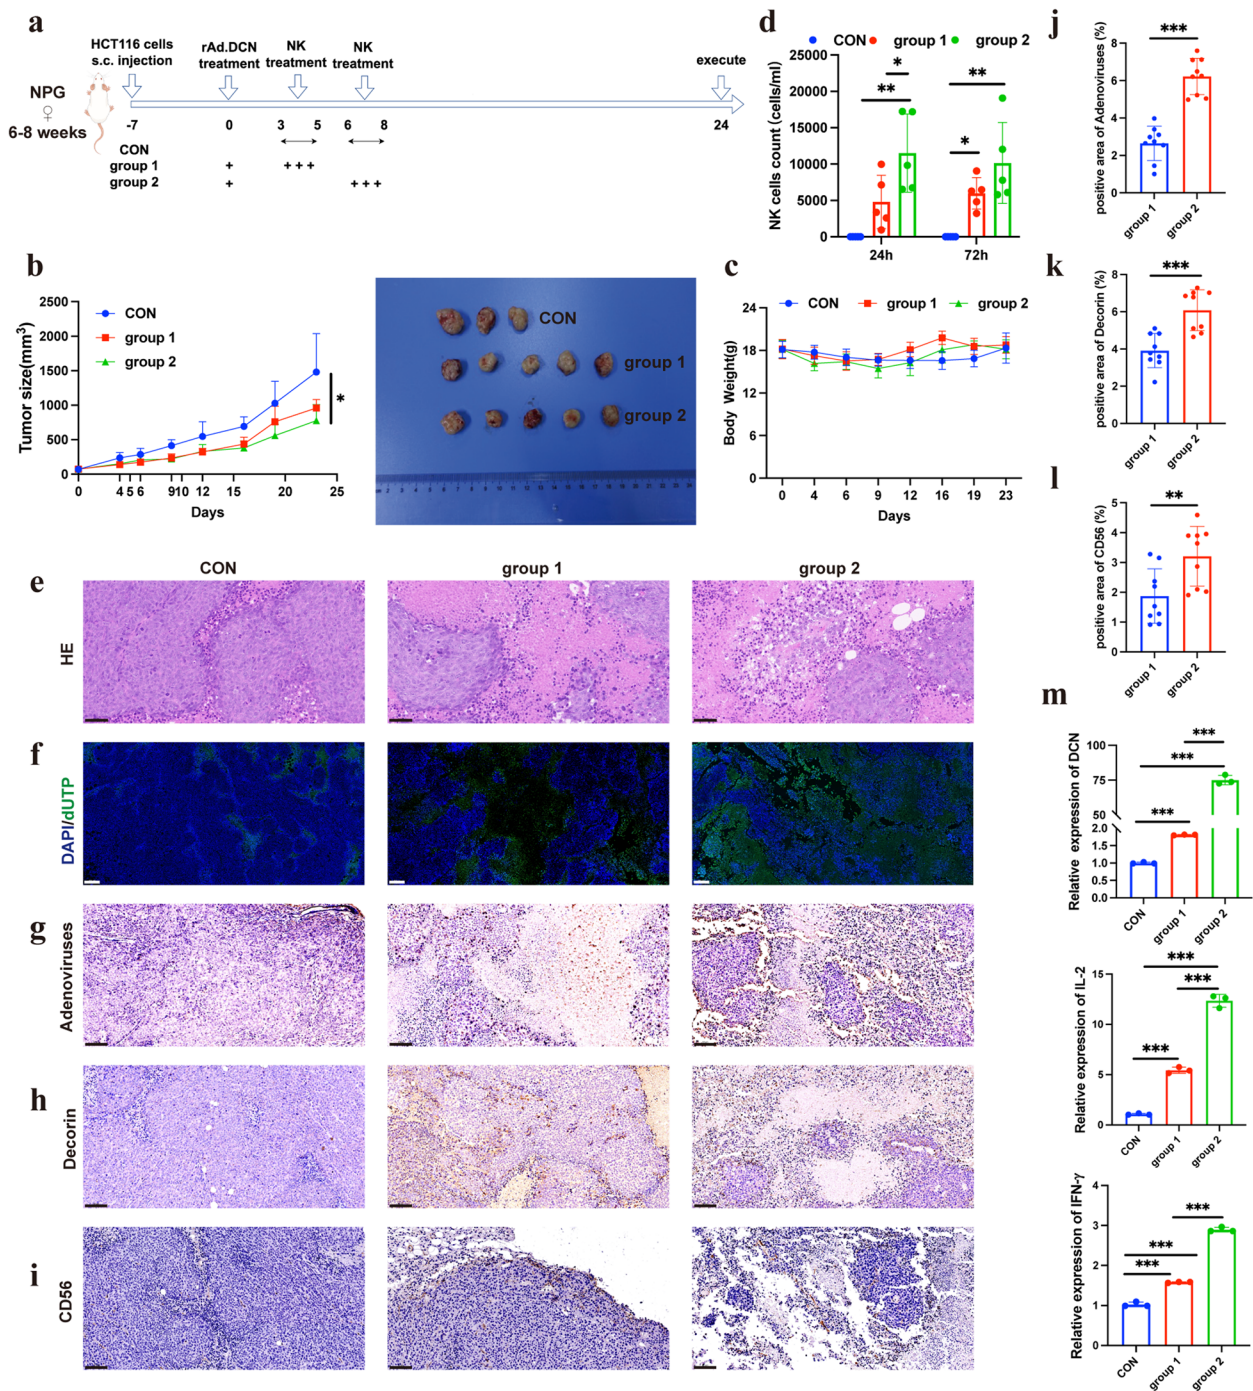 a
HCT116 cells
s.c. injection
rAd.DCN
treatment
NK
treatment
NK
treatment
execute
NPG
♀
6-8 weeks
-7 0 3 5 6 8 24
CON
group 1 + +++
group 2 + +++
b
Tumor size(mm³)
2500
2000
1500
1000
500
0
CON
group 1
group 2
*
0 4 5 6 9 10 12 15 20 25
Days
CON
group 1
group 2
c
CON group 1 group 2
Body Weight(g)
24
18
12
6
0
0 4 6 9 12 16 19 23
Days
d
CON group 1 group 2
NK cells count (cells/ml)
25000
20000
15000
10000
5000
0
*
**
**
*
24h 72h
CON group 1 group 2
e
HE
f
DAPI/dUTP
g
Adenoviruses
h
Decorin
i
CD56
j
positive area of Adenoviruses (%)
8
6
4
2
0
***
group 1 group 2
k
positive area of Decorin (%)
8
6
4
2
0
***
group 1 group 2
l
positive area of CD56 (%)
5
4
3
2
1
0
**
group 1 group 2
m
Relative expression of DCN
100
75
50
2.0
1.5
1.0
0.5
0.0
***
***
***
CON group 1 group 2
Relative expression of IL-2
15
10
5
0
***
***
***
CON group 1 group 2
Relative expression of IFN-γ
4
3
2
1
0
***
***
***
CON group 1 group 2